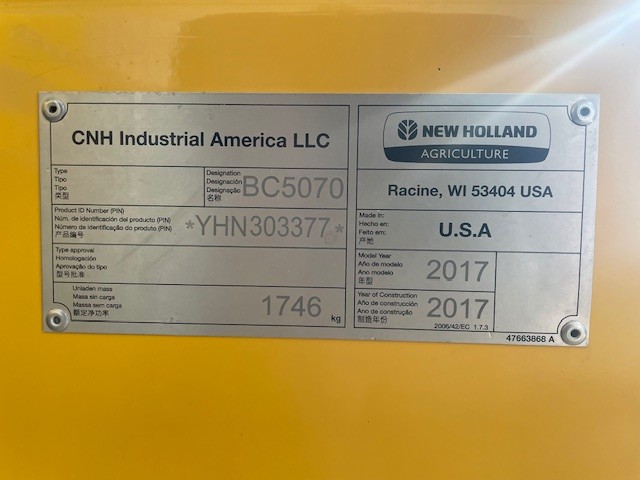 CNH Industrial America LLC
Type
Tipo
Tipo
类型
Designation
Designación
Designação
名称
BC5070
Product ID Number (PIN)
Núm. de identificación del producto (PIN)
Número de identificação do produto (PIN)
产品编号
*YHN303377*
Type approval
Homologación
Aprovação do tipo
型号批准
Unladen mass
Masa sin carga
Massa sem carga
额定净功率
1746 kg
NEW HOLLAND
AGRICULTURE
Racine, WI 53404 USA
Made in:
Hecho en:
Feito em:
产地
U.S.A
Model Year
Año de modelo
Ano modelo
年型
2017
Year of Construction
Año de construcción
Ano de construção
制造年份
2017
2006/42/EC 1.7.3
47663868 A